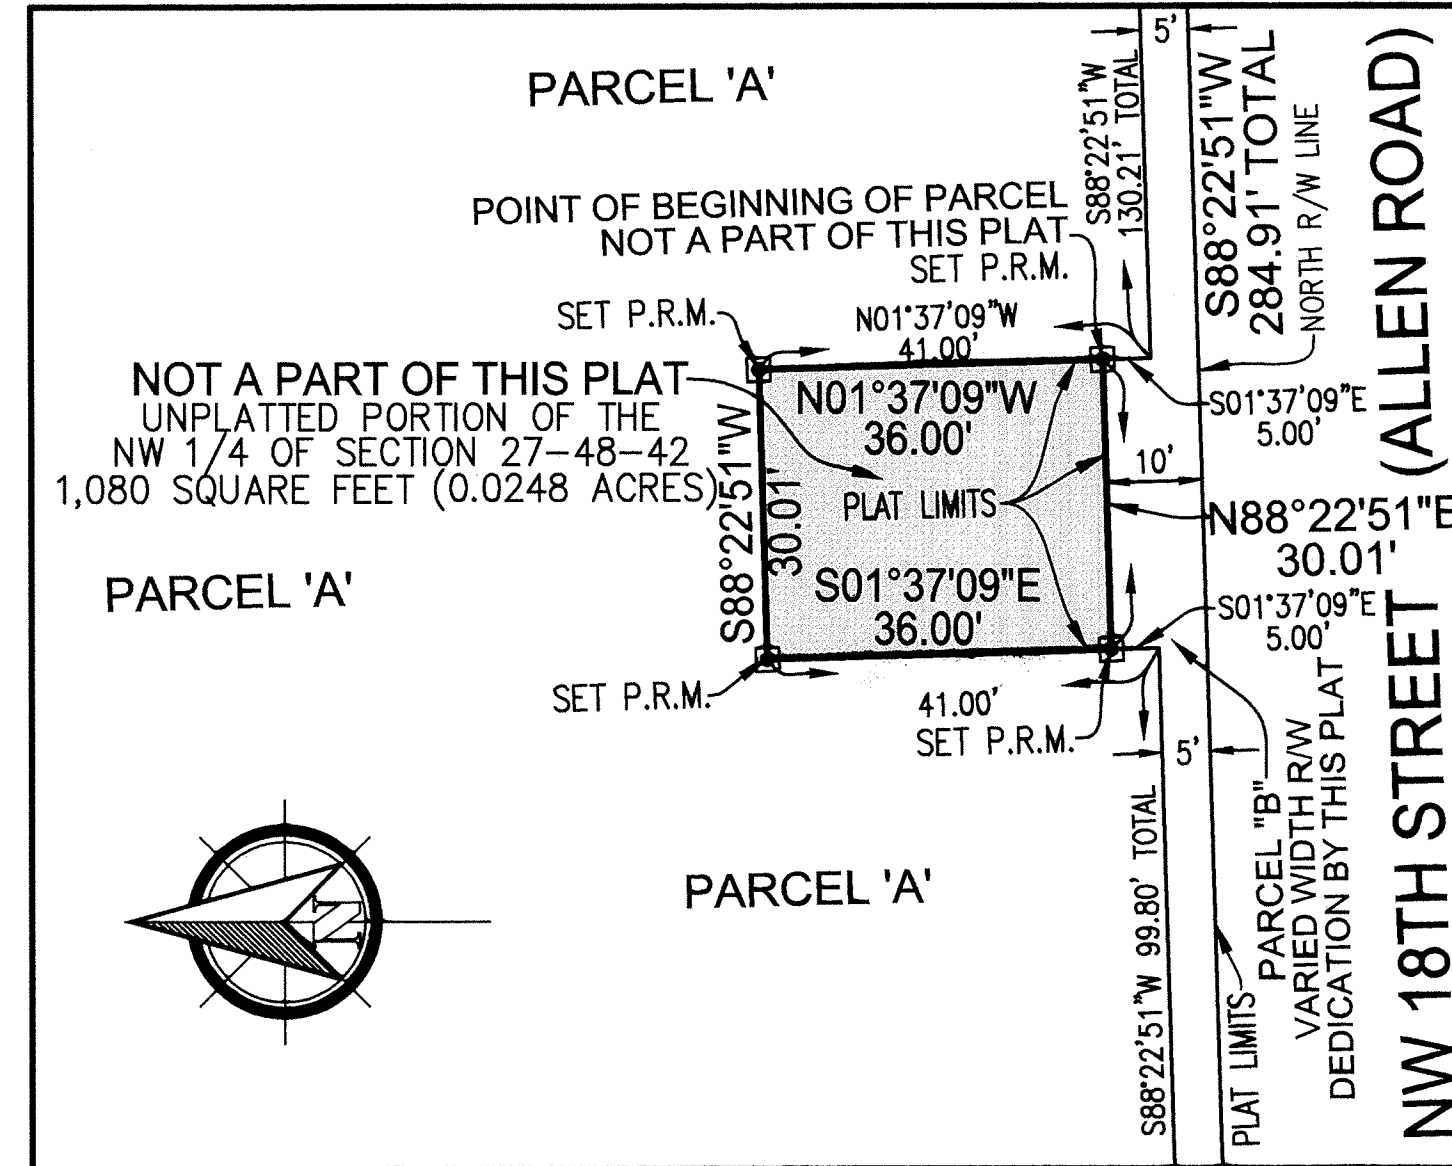 PARCEL 'A'
5'
S88°22'51"W
130.21' TOTAL
S88°22'51"W
284.91' TOTAL
NORTH R/W LINE
POINT OF BEGINNING OF PARCEL
NOT A PART OF THIS PLAT
SET P.R.M.
SET P.R.M.
N01°37'09"W
41.00'
NOT A PART OF THIS PLAT
UNPLATTED PORTION OF THE
NW 1/4 OF SECTION 27-48-42
1,080 SQUARE FEET (0.0248 ACRES)
N01°37'09"W
36.00'
S01°37'09"E
5.00'
10'
S88°22'51"W
30.01'
PLAT LIMITS
N88°22'51"E
30.01'
S01°37'09"E
36.00'
S01°37'09"E
5.00'
PARCEL 'A'
SET P.R.M.
41.00'
SET P.R.M.
5'
PARCEL "B"
VARIED WIDTH R/W
DEDICATION BY THIS PLAT
S88°22'51"W 99.80' TOTAL
PLAT LIMITS
PARCEL 'A'
N
NW 18TH STREET (ALLEN ROAD)